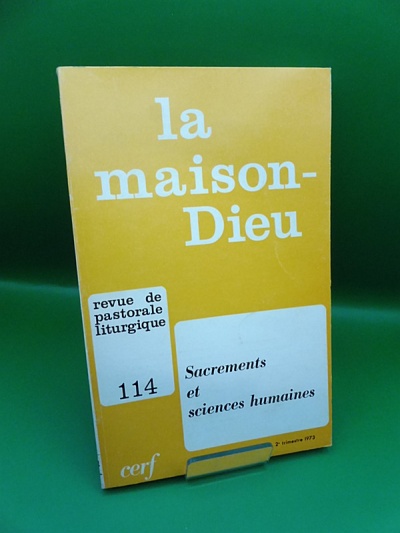 la
maison-
Dieu
revue de
pastorale
liturgique
114
Sacrements
et
sciences humaines
2e trimestre 1973
cerf